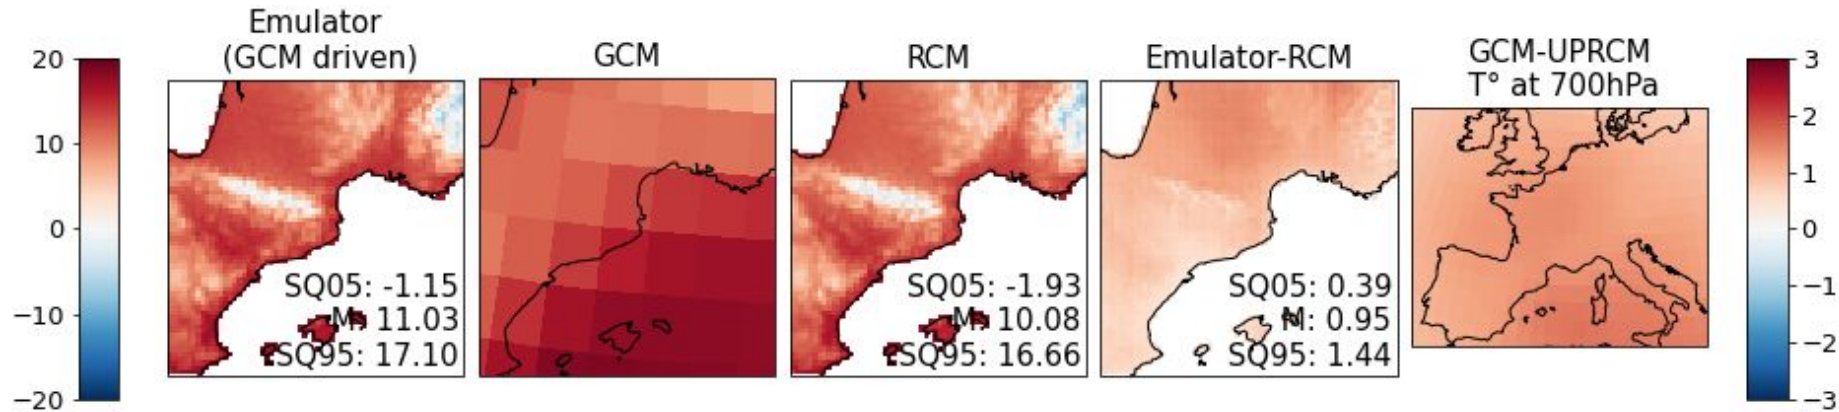 Emulator
(GCM driven)
GCM
RCM
Emulator-RCM
GCM-UPRCM
T° at 700hPa
20
10
0
−10
−20
SQ05: -1.15
M: 11.03
SQ95: 17.10
SQ05: -1.93
M: 10.08
SQ95: 16.66
SQ05: 0.39
M: 0.95
SQ95: 1.44
3
2
1
0
−1
−2
−3